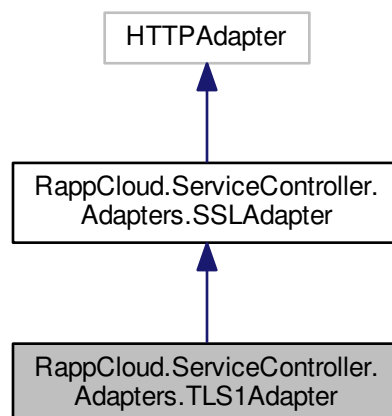 HTTPAdapter
RappCloud.ServiceController.
Adapters.SSLAdapter
RappCloud.ServiceController.
Adapters.TLS1Adapter